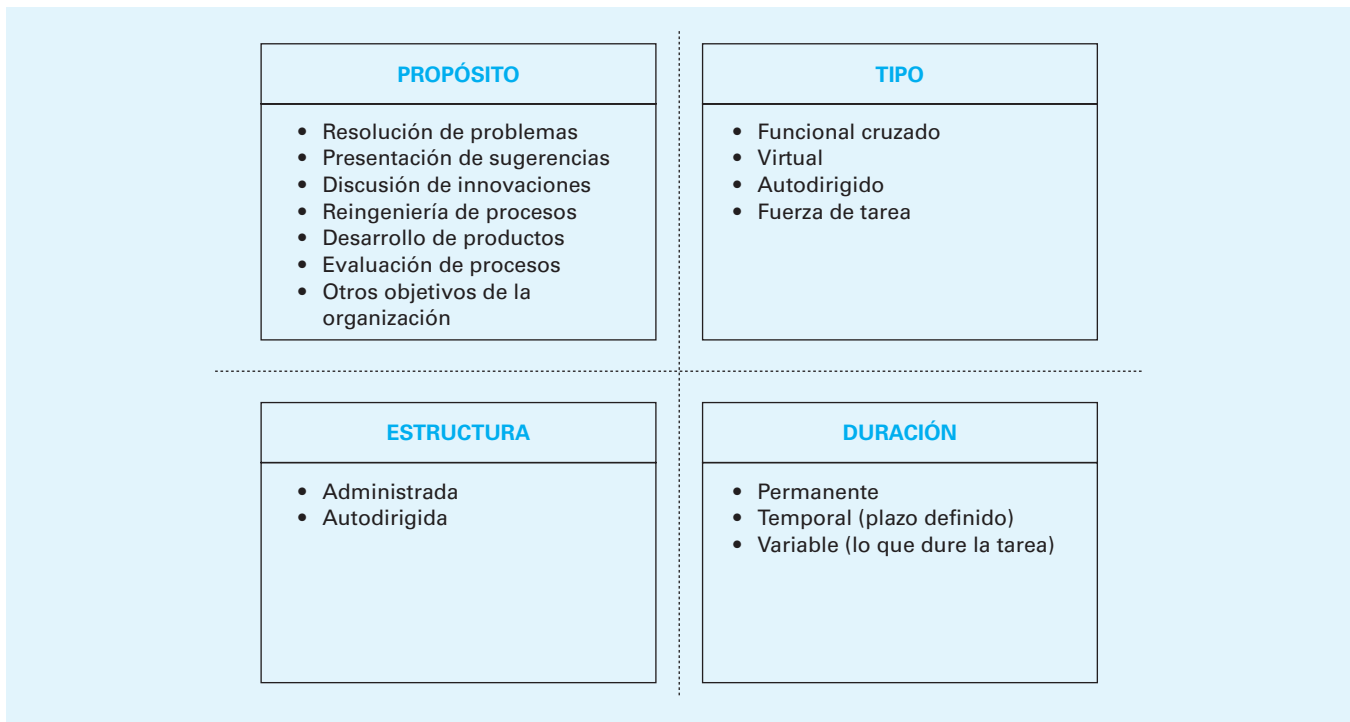 PROPÓSITO
• Resolución de problemas
• Presentación de sugerencias
• Discusión de innovaciones
• Reingeniería de procesos
• Desarrollo de productos
• Evaluación de procesos
• Otros objetivos de la
organización
TIPO
• Funcional cruzado
• Virtual
• Autodirigido
• Fuerza de tarea
ESTRUCTURA
• Administrada
• Autodirigida
DURACIÓN
• Permanente
• Temporal (plazo definido)
• Variable (lo que dure la tarea)